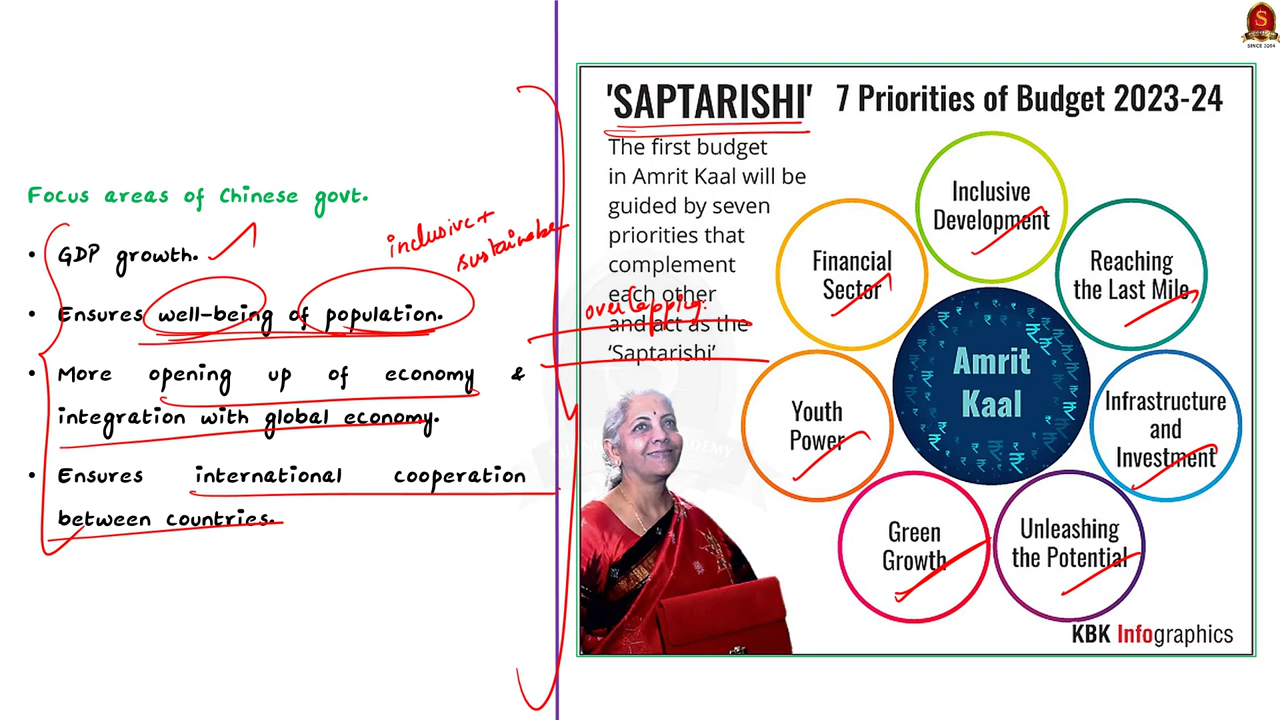 Focus areas of Chinese govt.
• GDP growth.
inclusive +
sustainable
• Ensures well-being of population.
• More opening up of economy &
integration with global economy.
• Ensures international cooperation
between countries.
overlapping.
S
SINCE 2004
'SAPTARISHI' 7 Priorities of Budget 2023-24
The first budget
in Amrit Kaal will be
guided by seven
priorities that
complement
each other
and act as the
‘Saptarishi’
Inclusive
Development
Reaching
the Last Mile
Infrastructure
and
Investment
Unleashing
the Potential
Green
Growth
Youth
Power
Financial
Sector
Amrit
Kaal
KBK Infographics